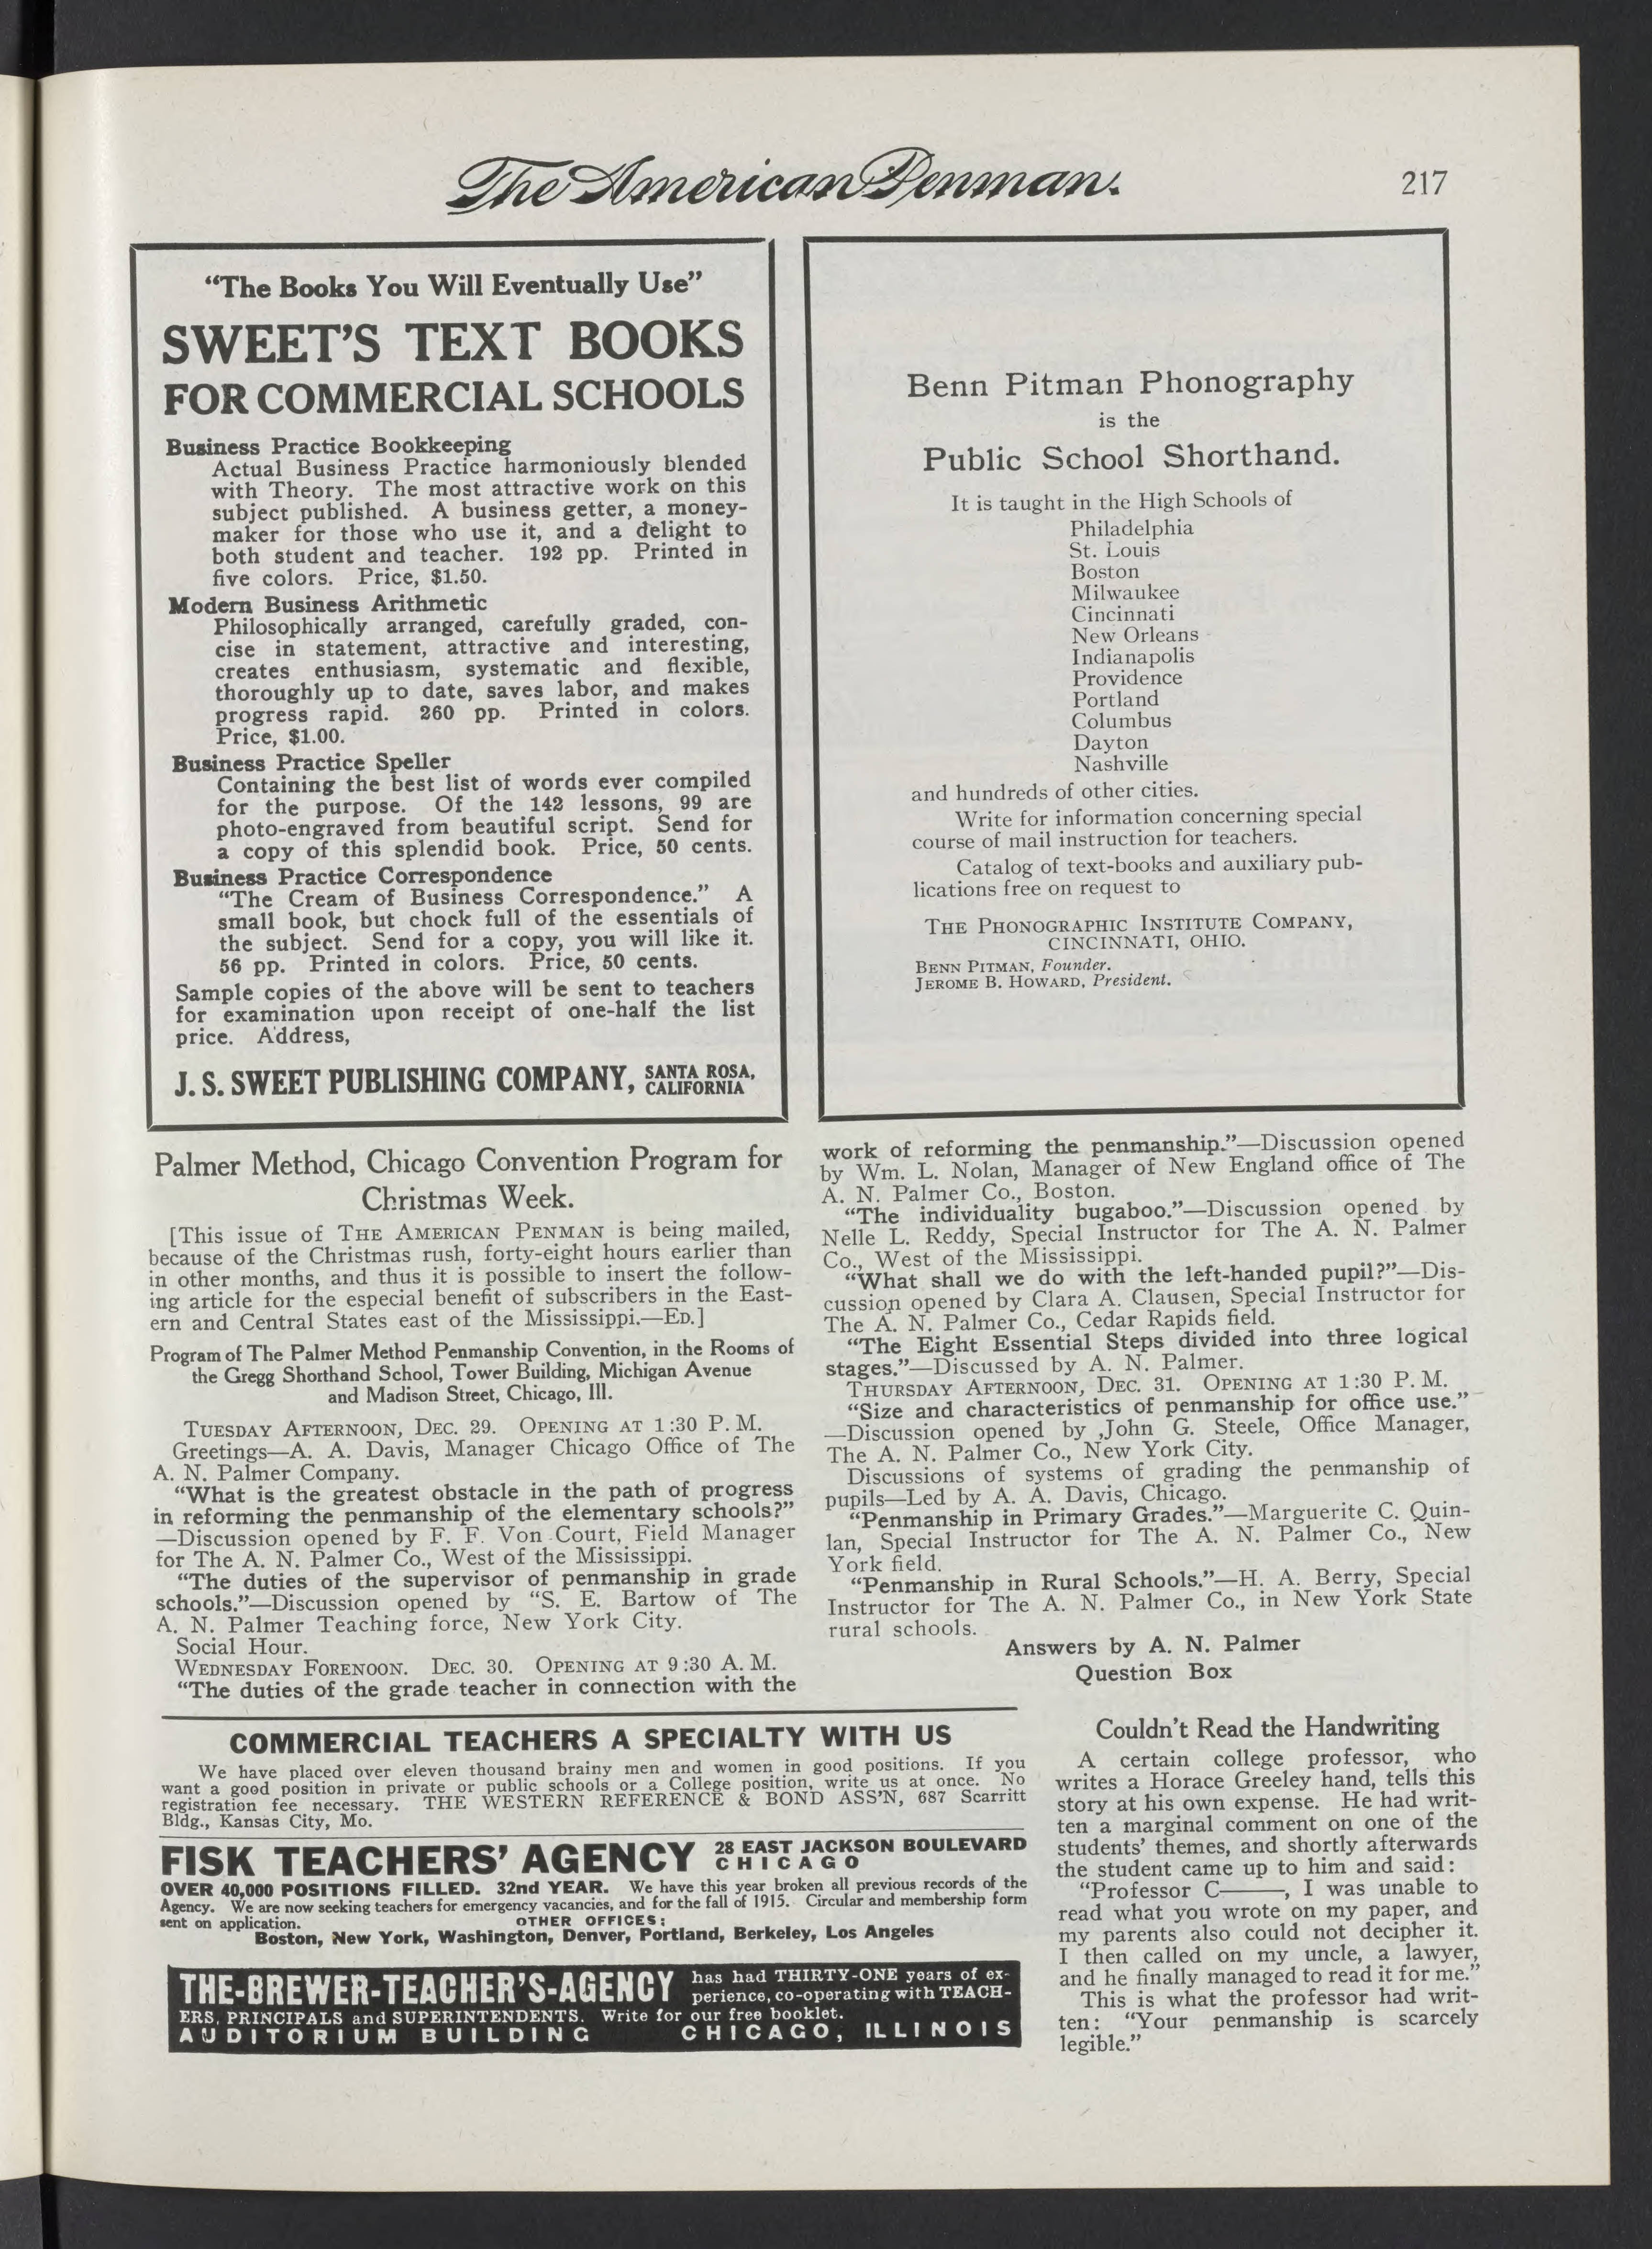 The American Penman.
217
"The Books You Will Eventually Use"
SWEET'S TEXT BOOKS
FOR COMMERCIAL SCHOOLS
Business Practice Bookkeeping
Actual Business Practice harmoniously blended
with Theory. The most attractive work on this
subject published. A business getter, a money-
maker for those who use it, and a delight to
both student and teacher. 192 pp. Printed in
five colors. Price, $1.50.
Modern Business Arithmetic
Philosophically arranged, carefully graded, con-
cise in statement, attractive and interesting,
creates enthusiasm, systematic and flexible,
thoroughly up to date, saves labor, and makes
progress rapid. 260 pp. Printed in colors.
Price, $1.00.
Business Practice Speller
Containing the best list of words ever compiled
for the purpose. Of the 142 lessons, 99 are
photo-engraved from beautiful script. Send for
a copy of this splendid book. Price, 50 cents.
Business Practice Correspondence
"The Cream of Business Correspondence." A
small book, but chock full of the essentials of
the subject. Send for a copy, you will like it.
56 pp. Printed in colors. Price, 50 cents.
Sample copies of the above will be sent to teachers
for examination upon receipt of one-half the list
price. Address,
J. S. SWEET PUBLISHING COMPANY, SANTA ROSA,
CALIFORNIA
Benn Pitman Phonography
is the
Public School Shorthand.
It is taught in the High Schools of
Philadelphia
St. Louis
Boston
Milwaukee
Cincinnati
New Orleans
Indianapolis
Providence
Portland
Columbus
Dayton
Nashville
and hundreds of other cities.
Write for information concerning special
course of mail instruction for teachers.
Catalog of text-books and auxiliary pub-
lications free on request to
THE PHONOGRAPHIC INSTITUTE COMPANY,
CINCINNATI, OHIO.
BENN PITMAN, Founder.
JEROME B. HOWARD, President.
Palmer Method, Chicago Convention Program for
Christmas Week.
[This issue of THE AMERICAN PENMAN is being mailed,
because of the Christmas rush, forty-eight hours earlier than
in other months, and thus it is possible to insert the follow-
ing article for the especial benefit of subscribers in the East-
ern and Central States east of the Mississippi.—ED.]
Program of The Palmer Method Penmanship Convention, in the Rooms of
the Gregg Shorthand School, Tower Building, Michigan Avenue
and Madison Street, Chicago, Ill.
TUESDAY AFTERNOON, DEC. 29. OPENING AT 1:30 P. M.
Greetings—A. A. Davis, Manager Chicago Office of The
A. N. Palmer Company.
"What is the greatest obstacle in the path of progress
in reforming the penmanship of the elementary schools?"
—Discussion opened by F. F. Von Court, Field Manager
for The A. N. Palmer Co., West of the Mississippi.
"The duties of the supervisor of penmanship in grade
schools."—Discussion opened by "S. E. Bartow of The
A. N. Palmer Teaching force, New York City.
Social Hour.
WEDNESDAY FORENOON. DEC. 30. OPENING AT 9:30 A. M.
"The duties of the grade teacher in connection with the
work of reforming the penmanship."—Discussion opened
by Wm. L. Nolan, Manager of New England office of The
A. N. Palmer Co., Boston.
"The individuality bugaboo."—Discussion opened by
Nelle L. Reddy, Special Instructor for The A. N. Palmer
Co., West of the Mississippi.
"What shall we do with the left-handed pupil?"—Dis-
cussion opened by Clara A. Clausen, Special Instructor for
The A. N. Palmer Co., Cedar Rapids field.
"The Eight Essential Steps divided into three logical
stages."—Discussed by A. N. Palmer.
THURSDAY AFTERNOON, DEC. 31. OPENING AT 1:30 P. M.
"Size and characteristics of penmanship for office use."
—Discussion opened by ,John G. Steele, Office Manager,
The A. N. Palmer Co., New York City.
Discussions of systems of grading the penmanship of
pupils—Led by A. A. Davis, Chicago.
"Penmanship in Primary Grades."—Marguerite C. Quin-
lan, Special Instructor for The A. N. Palmer Co., New
York field.
"Penmanship in Rural Schools."—H. A. Berry, Special
Instructor for The A. N. Palmer Co., in New York State
rural schools.
Answers by A. N. Palmer
Question Box
COMMERCIAL TEACHERS A SPECIALTY WITH US
We have placed over eleven thousand brainy men and women in good positions. If you
want a good position in private or public schools or a College position, write us at once. No
registration fee necessary. THE WESTERN REFERENCE & BOND ASS'N, 687 Scarritt
Bldg., Kansas City, Mo.
FISK TEACHERS' AGENCY 28 EAST JACKSON BOULEVARD
CHICAGO
OVER 40,000 POSITIONS FILLED. 32nd YEAR. We have this year broken all previous records of the
Agency. We are now seeking teachers for emergency vacancies, and for the fall of 1915. Circular and membership form
sent on application.
OTHER OFFICES:
Boston, New York, Washington, Denver, Portland, Berkeley, Los Angeles
THE-BREWER-TEACHER'S-AGENCY has had THIRTY-ONE years of ex-
perience, co-operating with TEACH-
ERS, PRINCIPALS and SUPERINTENDENTS. Write for our free booklet.
AUDITORIUM BUILDING CHICAGO, ILLINOIS
Couldn't Read the Handwriting
A certain college professor, who
writes a Horace Greeley hand, tells this
story at his own expense. He had writ-
ten a marginal comment on one of the
students' themes, and shortly afterwards
the student came up to him and said:
"Professor C——, I was unable to
read what you wrote on my paper, and
my parents also could not decipher it.
I then called on my uncle, a lawyer,
and he finally managed to read it for me."
This is what the professor had writ-
ten: "Your penmanship is scarcely
legible."